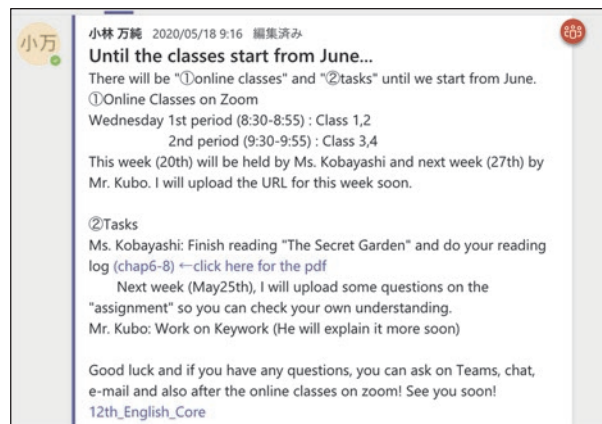 小万
小林 万純 2020/05/18 9:16 編集済み
Until the classes start from June...
There will be "①online classes" and "②tasks" until we start from June.
①Online Classes on Zoom
Wednesday 1st period (8:30-8:55) : Class 1,2
2nd period (9:30-9:55) : Class 3,4
This week (20th) will be held by Ms. Kobayashi and next week (27th) by
Mr. Kubo. I will upload the URL for this week soon.
②Tasks
Ms. Kobayashi: Finish reading "The Secret Garden" and do your reading
log (chap6-8) ←click here for the pdf
Next week (May25th), I will upload some questions on the
"assignment" so you can check your own understanding.
Mr. Kubo: Work on Keywork (He will explain it more soon)
Good luck and if you have any questions, you can ask on Teams, chat,
e-mail and also after the online classes on zoom! See you soon!
12th_English_Core